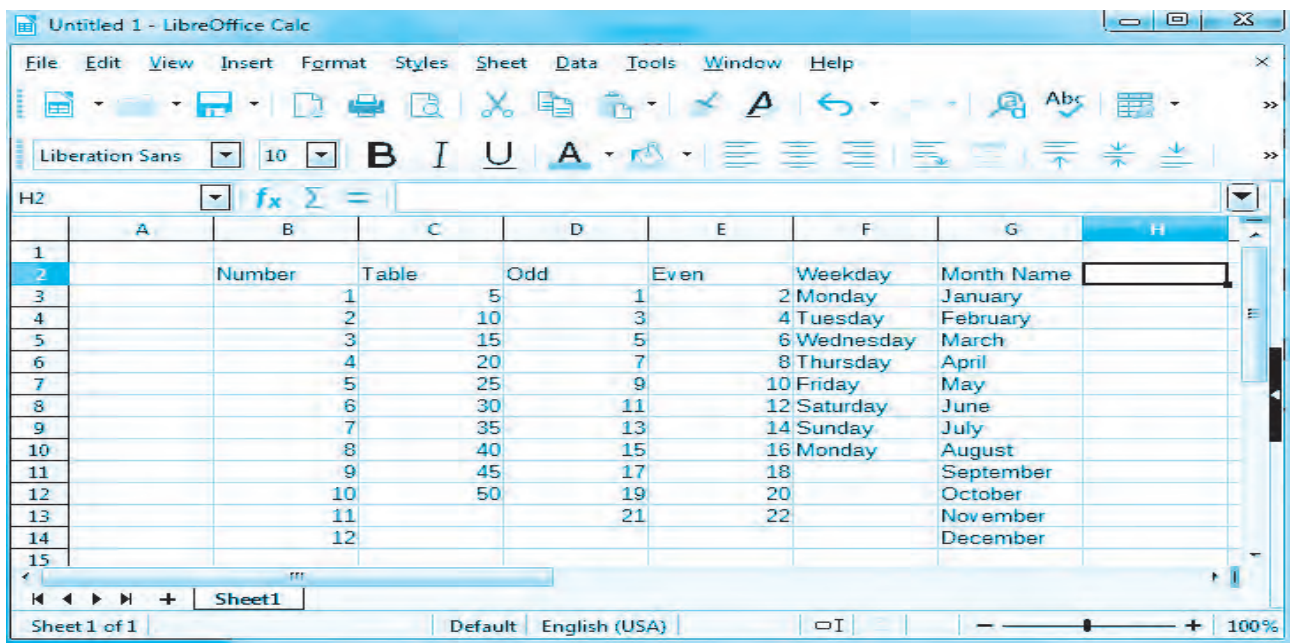 Untitled 1 - LibreOffice Calc
File Edit View Insert Format Styles Sheet Data Tools Window Help
Abc
Liberation Sans 10 B I U A
H2 fx Σ =
A B C D E F G H
1
2 Number Table Odd Even Weekday Month Name
3 1 5 1 2 Monday January
4 2 10 3 4 Tuesday February
5 3 15 5 6 Wednesday March
6 4 20 7 8 Thursday April
7 5 25 9 10 Friday May
8 6 30 11 12 Saturday June
9 7 35 13 14 Sunday July
10 8 40 15 16 Monday August
11 9 45 17 18 September
12 10 50 19 20 October
13 11 21 22 November
14 12 December
15
Sheet1
Sheet 1 of 1 Default English (USA) 100%